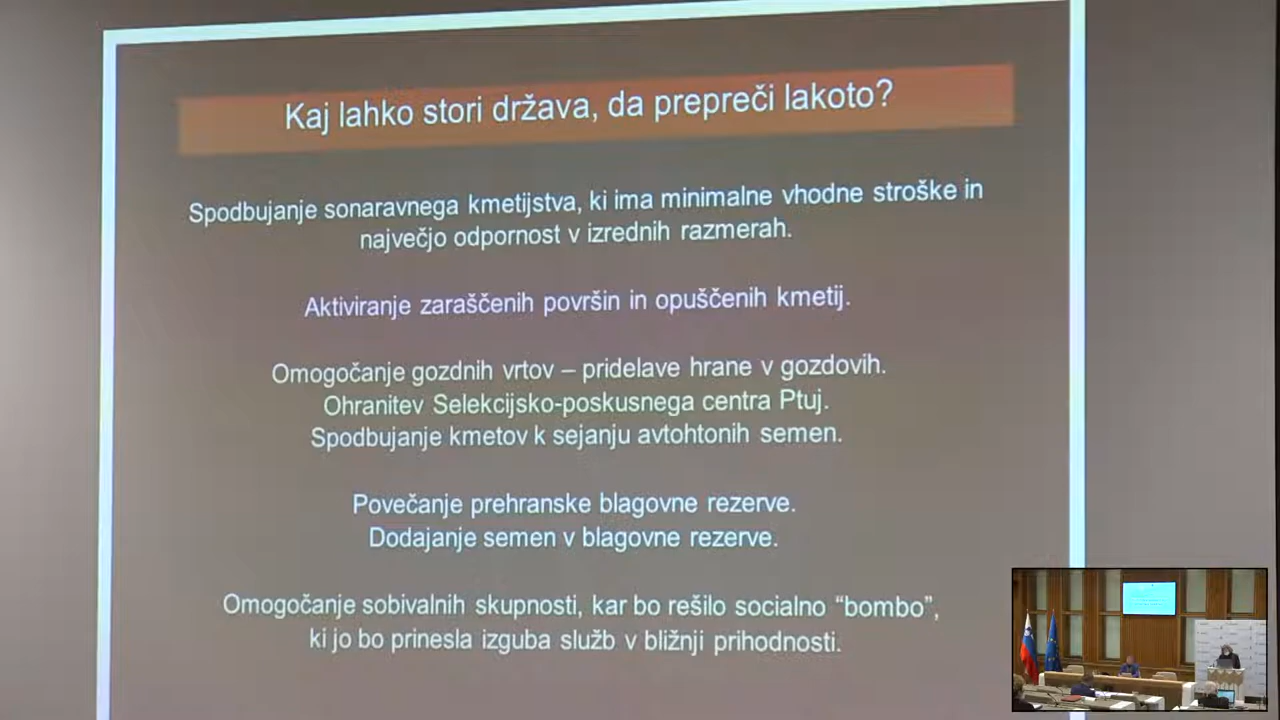 Kaj lahko stori država, da prepreči lakoto?
Spodbujanje sonaravnega kmetijstva, ki ima minimalne vhodne stroške in
največjo odpornost v izrednih razmerah.
Aktiviranje zaraščenih površin in opuščenih kmetij.
Omogočanje gozdnih vrtov – pridelave hrane v gozdovih.
Ohranitev Selekcijsko-poskusnega centra Ptuj.
Spodbujanje kmetov k sejanju avtohtonih semen.
Povečanje prehranske blagovne rezerve.
Dodajanje semen v blagovne rezerve.
Omogočanje sobivalnih skupnosti, kar bo rešilo socialno “bombo”,
ki jo bo prinesla izguba služb v bližnji prihodnosti.